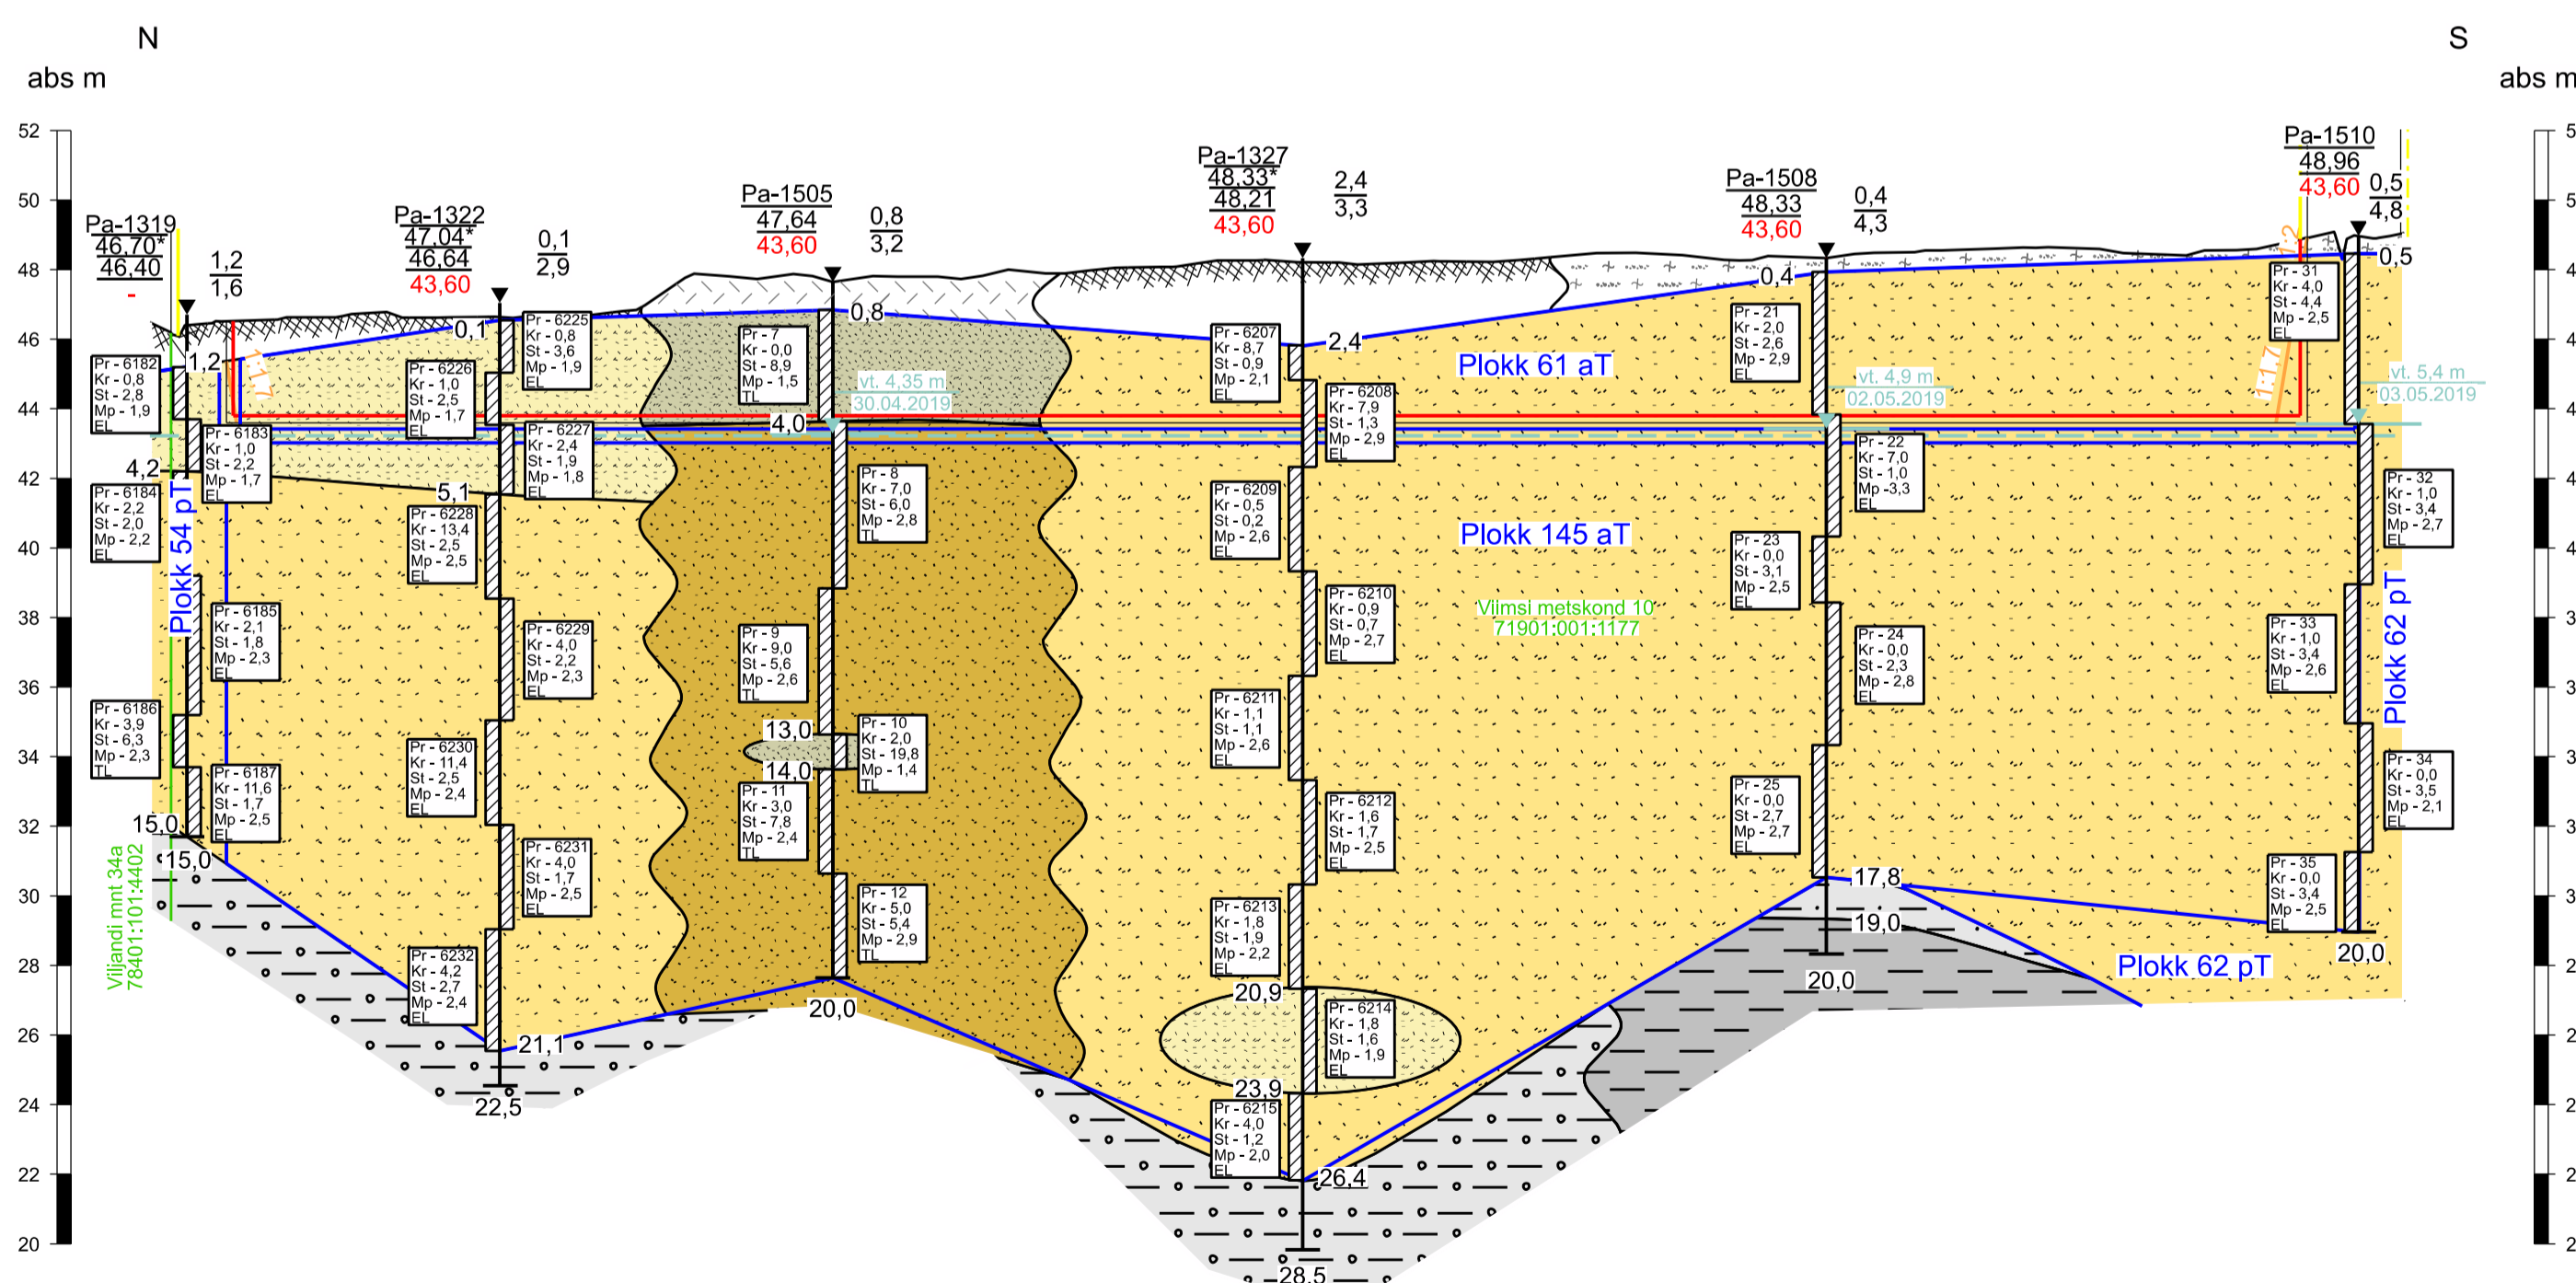 N
S
abs m
abs m
52
50
48
46
44
42
40
38
36
34
32
30
28
26
24
22
20
Pa-1319
46,70*
46,40
-
1,2
1,6
Pa-1322
47,04*
46,64
43,60
0,1
2,9
Pa-1505
47,64
43,60
0,8
3,2
Pa-1327
48,33*
48,21
43,60
2,4
3,3
Pa-1508
48,33
43,60
0,4
4,3
Pa-1510
48,96
43,60
0,5
4,8
1,2
4,2
15,0
15,0
1:1,7
Pr - 6182
Kr - 0,8
St - 2,8
Mp - 1,9
EL
Pr - 6183
Kr - 1,0
St - 2,2
Mp - 1,7
EL
Pr - 6184
Kr - 2,2
St - 2,0
Mp - 2,2
EL
Pr - 6185
Kr - 2,1
St - 1,8
Mp - 2,3
EL
Pr - 6186
Kr - 3,9
St - 6,3
Mp - 2,3
TL
Pr - 6187
Kr - 11,6
St - 1,7
Mp - 2,5
EL
Plokk 54 pT
Viljandi mnt 34a
78401:101:4402
0,1
5,1
21,1
22,5
Pr - 6225
Kr - 0,8
St - 3,6
Mp - 1,9
EL
Pr - 6226
Kr - 1,0
St - 2,5
Mp - 1,7
EL
Pr - 6227
Kr - 2,4
St - 1,9
Mp - 1,8
EL
Pr - 6228
Kr - 13,4
St - 2,5
Mp - 2,5
EL
Pr - 6229
Kr - 4,0
St - 2,2
Mp - 2,3
EL
Pr - 6230
Kr - 11,4
St - 2,5
Mp - 2,4
EL
Pr - 6231
Kr - 4,0
St - 1,7
Mp - 2,5
EL
Pr - 6232
Kr - 4,2
St - 2,7
Mp - 2,4
EL
0,8
4,0
13,0
14,0
20,0
vt. 4,35 m
30.04.2019
Pr - 7
Kr - 0,0
St - 8,9
Mp - 1,5
TL
Pr - 8
Kr - 7,0
St - 6,0
Mp - 2,8
TL
Pr - 9
Kr - 9,0
St - 5,6
Mp - 2,6
TL
Pr - 10
Kr - 2,0
St - 19,8
Mp - 1,4
TL
Pr - 11
Kr - 3,0
St - 7,8
Mp - 2,4
TL
Pr - 12
Kr - 5,0
St - 5,4
Mp - 2,9
TL
2,4
20,9
23,9
26,4
28,5
Pr - 6207
Kr - 8,7
St - 0,9
Mp - 2,1
EL
Pr - 6208
Kr - 7,9
St - 1,3
Mp - 2,9
EL
Pr - 6209
Kr - 0,5
St - 0,2
Mp - 2,6
EL
Pr - 6210
Kr - 0,9
St - 0,7
Mp - 2,7
EL
Pr - 6211
Kr - 1,1
St - 1,1
Mp - 2,6
EL
Pr - 6212
Kr - 1,6
St - 1,7
Mp - 2,5
EL
Pr - 6213
Kr - 1,8
St - 1,9
Mp - 2,2
EL
Pr - 6214
Kr - 1,8
St - 1,6
Mp - 1,9
EL
Pr - 6215
Kr - 4,0
St - 1,2
Mp - 2,0
EL
Plokk 61 aT
Plokk 145 aT
Viimsi metskond 10
71901:001:1177
0,4
17,8
19,0
20,0
vt. 4,9 m
02.05.2019
Pr - 21
Kr - 2,0
St - 2,6
Mp - 2,9
EL
Pr - 22
Kr - 7,0
St - 1,0
Mp -3,3
EL
Pr - 23
Kr - 0,0
St - 3,1
Mp - 2,5
EL
Pr - 24
Kr - 0,0
St - 2,3
Mp - 2,8
EL
Pr - 25
Kr - 0,0
St - 2,7
Mp - 2,7
EL
Plokk 62 pT
1:2
1:1,7
0,5
20,0
vt. 5,4 m
03.05.2019
Pr - 31
Kr - 4,0
St - 4,4
Mp - 2,5
EL
Pr - 32
Kr - 1,0
St - 3,4
Mp - 2,7
EL
Pr - 33
Kr - 1,0
St - 3,4
Mp - 2,6
EL
Pr - 34
Kr - 0,0
St - 3,5
Mp - 2,1
EL
Pr - 35
Kr - 0,0
St - 3,4
Mp - 2,5
EL
Plokk 62 pT